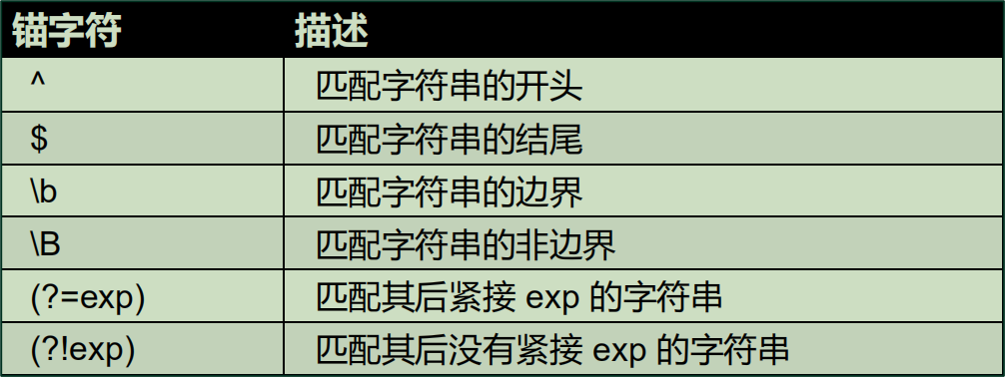 锚字符 描述
^ 匹配字符串的开头
$ 匹配字符串的结尾
\b 匹配字符串的边界
\B 匹配字符串的非边界
(?=exp) 匹配其后紧接 exp 的字符串
(?!exp) 匹配其后没有紧接 exp 的字符串